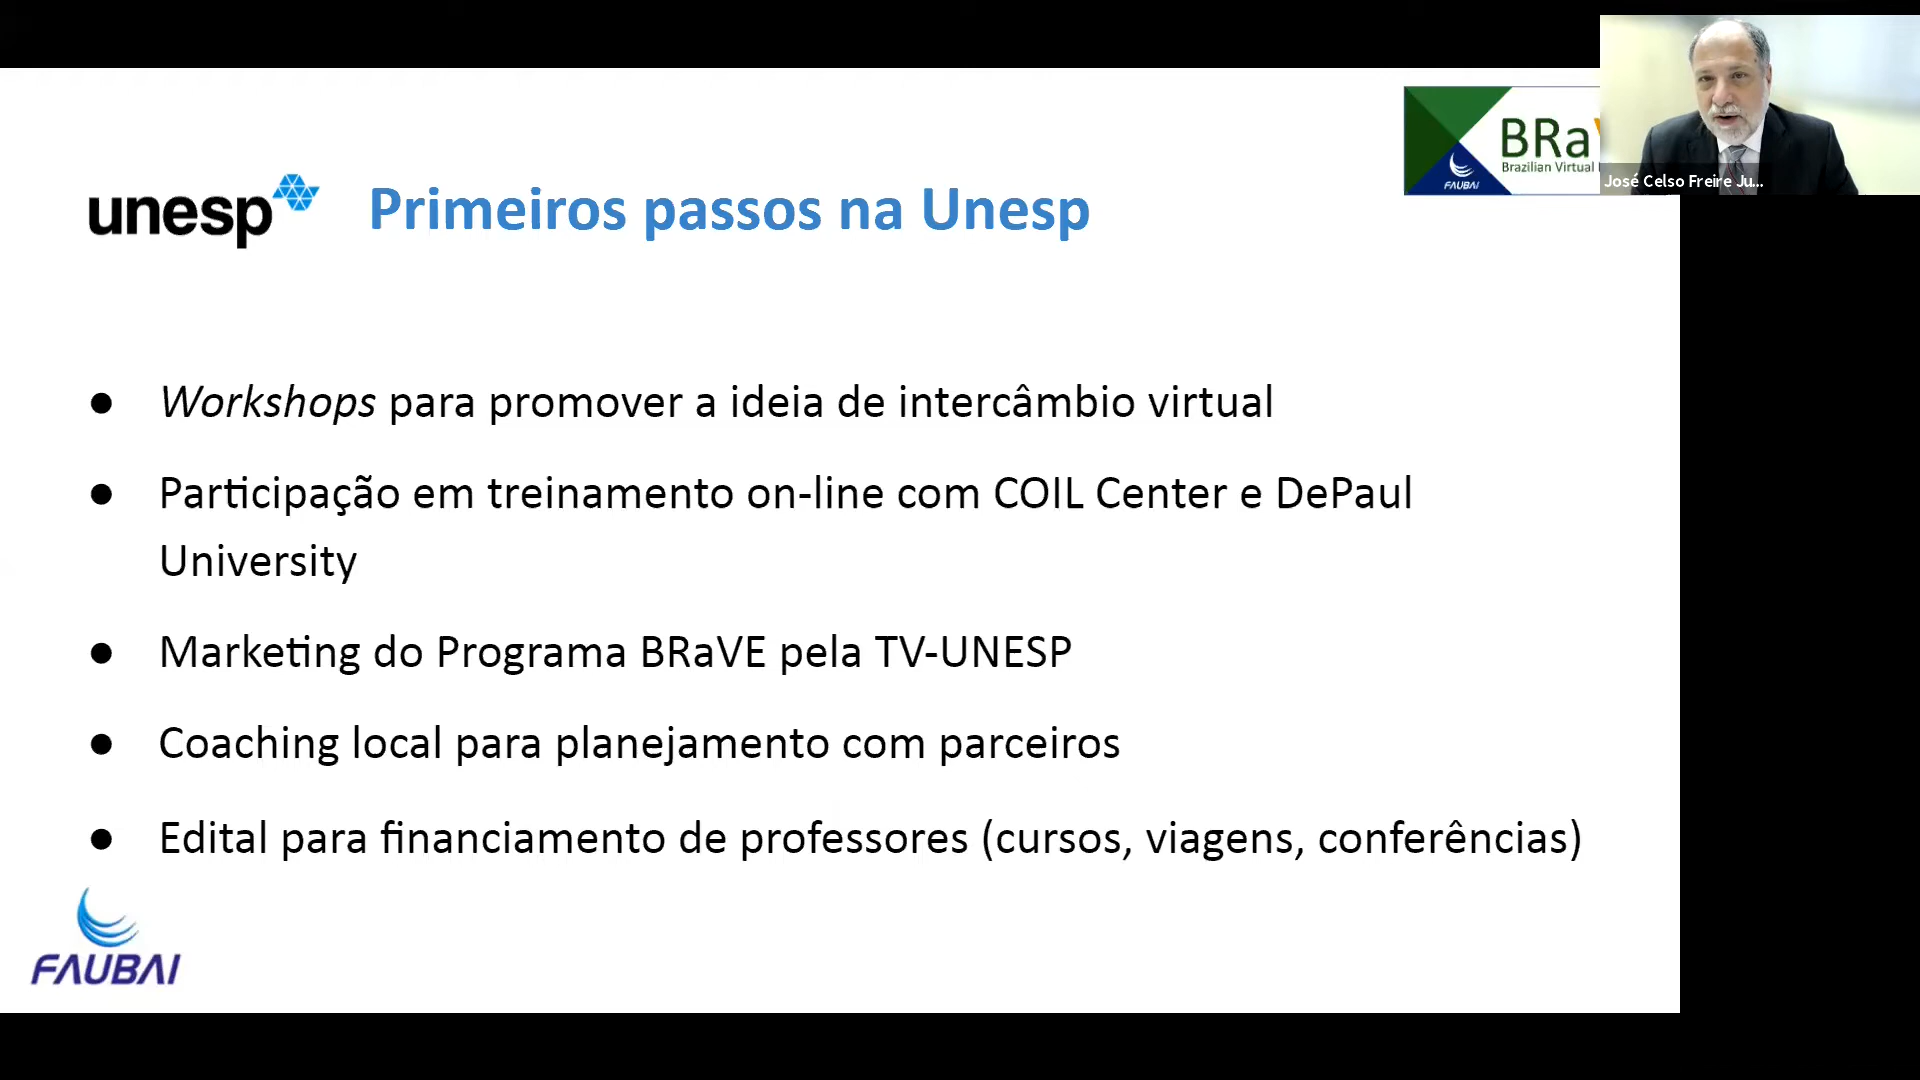 BRa
Brazilian Virtual
FAUBAI
José Celso Freire Ju...
unesp
Primeiros passos na Unesp
● Workshops para promover a ideia de intercâmbio virtual
● Participação em treinamento on-line com COIL Center e DePaul
University
● Marketing do Programa BRaVE pela TV-UNESP
● Coaching local para planejamento com parceiros
● Edital para financiamento de professores (cursos, viagens, conferências)
FAUBAI